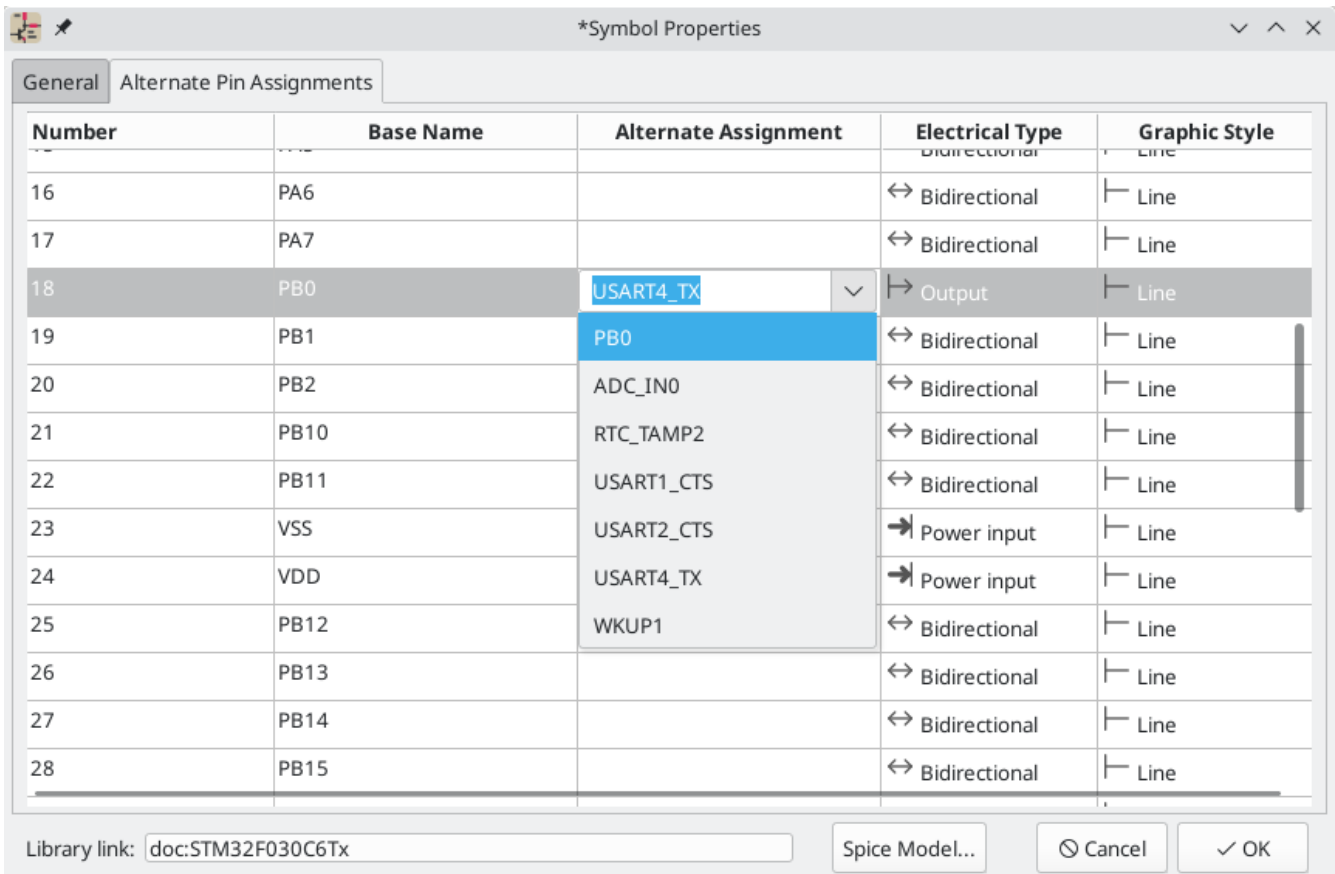 *Symbol Properties
General Alternate Pin Assignments
Number Base Name Alternate Assignment Electrical Type Graphic Style
Bidirectional Line
16 PA6 Bidirectional Line
17 PA7 Bidirectional Line
18 PB0 USART4_TX Output Line
19 PB1 PB0 Bidirectional Line
20 PB2 ADC_IN0 Bidirectional Line
21 PB10 RTC_TAMP2 Bidirectional Line
22 PB11 USART1_CTS Bidirectional Line
23 VSS USART2_CTS Power input Line
24 VDD USART4_TX Power input Line
25 PB12 WKUP1 Bidirectional Line
26 PB13 Bidirectional Line
27 PB14 Bidirectional Line
28 PB15 Bidirectional Line
Library link: doc:STM32F030C6Tx Spice Model... Cancel OK